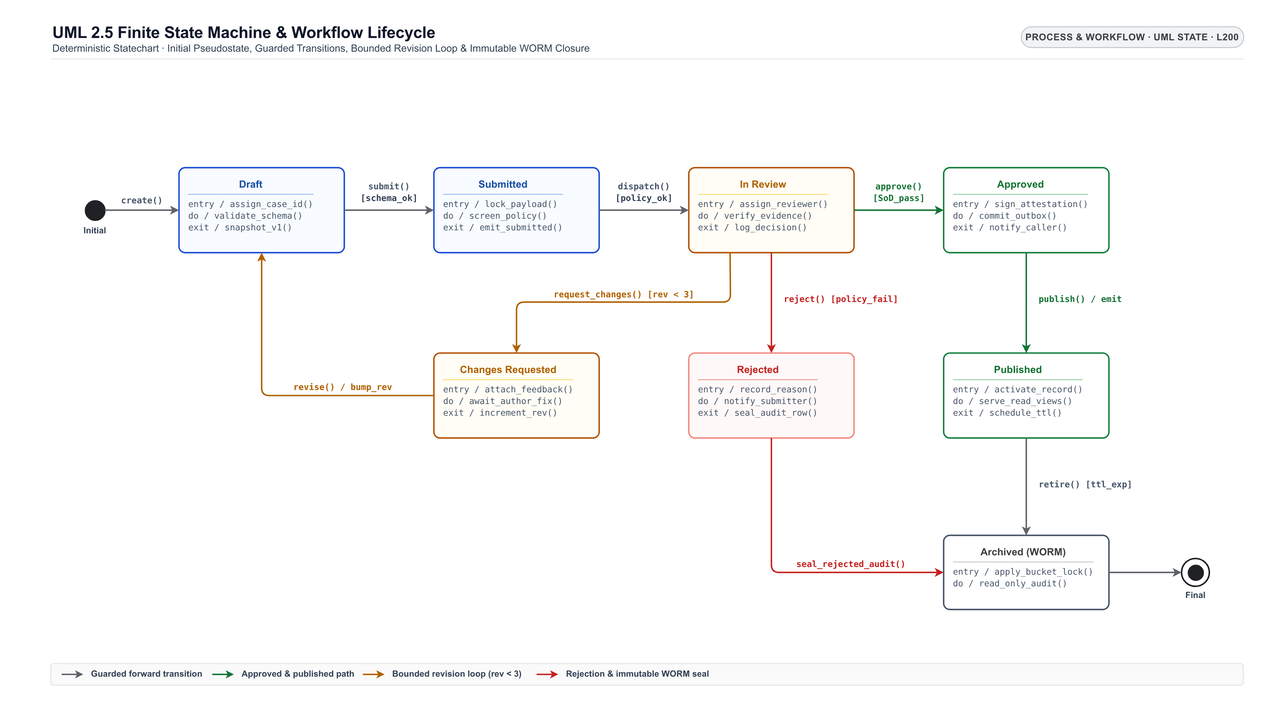 UML 2.5 Finite State Machine & Workflow Lifecycle
Deterministic Statechart · Initial Pseudostate, Guarded Transitions, Bounded Revision Loop & Immutable WORM Closure
PROCESS & WORKFLOW · UML STATE · L200
Initial
create()
Draft
entry / assign_case_id()
do / validate_schema()
exit / snapshot_v1()
submit()
[schema_ok]
Submitted
entry / lock_payload()
do / screen_policy()
exit / emit_submitted()
dispatch()
[policy_ok]
In Review
entry / assign_reviewer()
do / verify_evidence()
exit / log_decision()
approve()
[SoD_pass]
Approved
entry / sign_attestation()
do / commit_outbox()
exit / notify_caller()
request_changes() [rev < 3]
reject() [policy_fail]
publish() / emit
revise() / bump_rev
Changes Requested
entry / attach_feedback()
do / await_author_fix()
exit / increment_rev()
Rejected
entry / record_reason()
do / notify_submitter()
exit / seal_audit_row()
Published
entry / activate_record()
do / serve_read_views()
exit / schedule_ttl()
retire() [ttl_exp]
seal_rejected_audit()
Archived (WORM)
entry / apply_bucket_lock()
do / read_only_audit()
Final
Guarded forward transition
Approved & published path
Bounded revision loop (rev < 3)
Rejection & immutable WORM seal